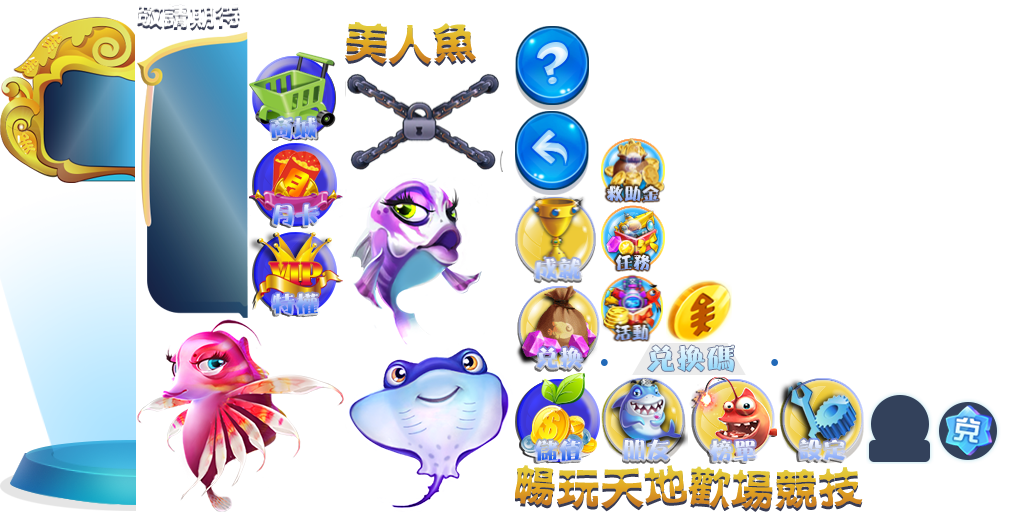 敬請期待
美人魚
商城
月卡
VIP
特權
成就
兌換
救助金
任務
活動
兌換碼
儲值
朋友
榜單
設定
兌
暢玩天地歡場競技